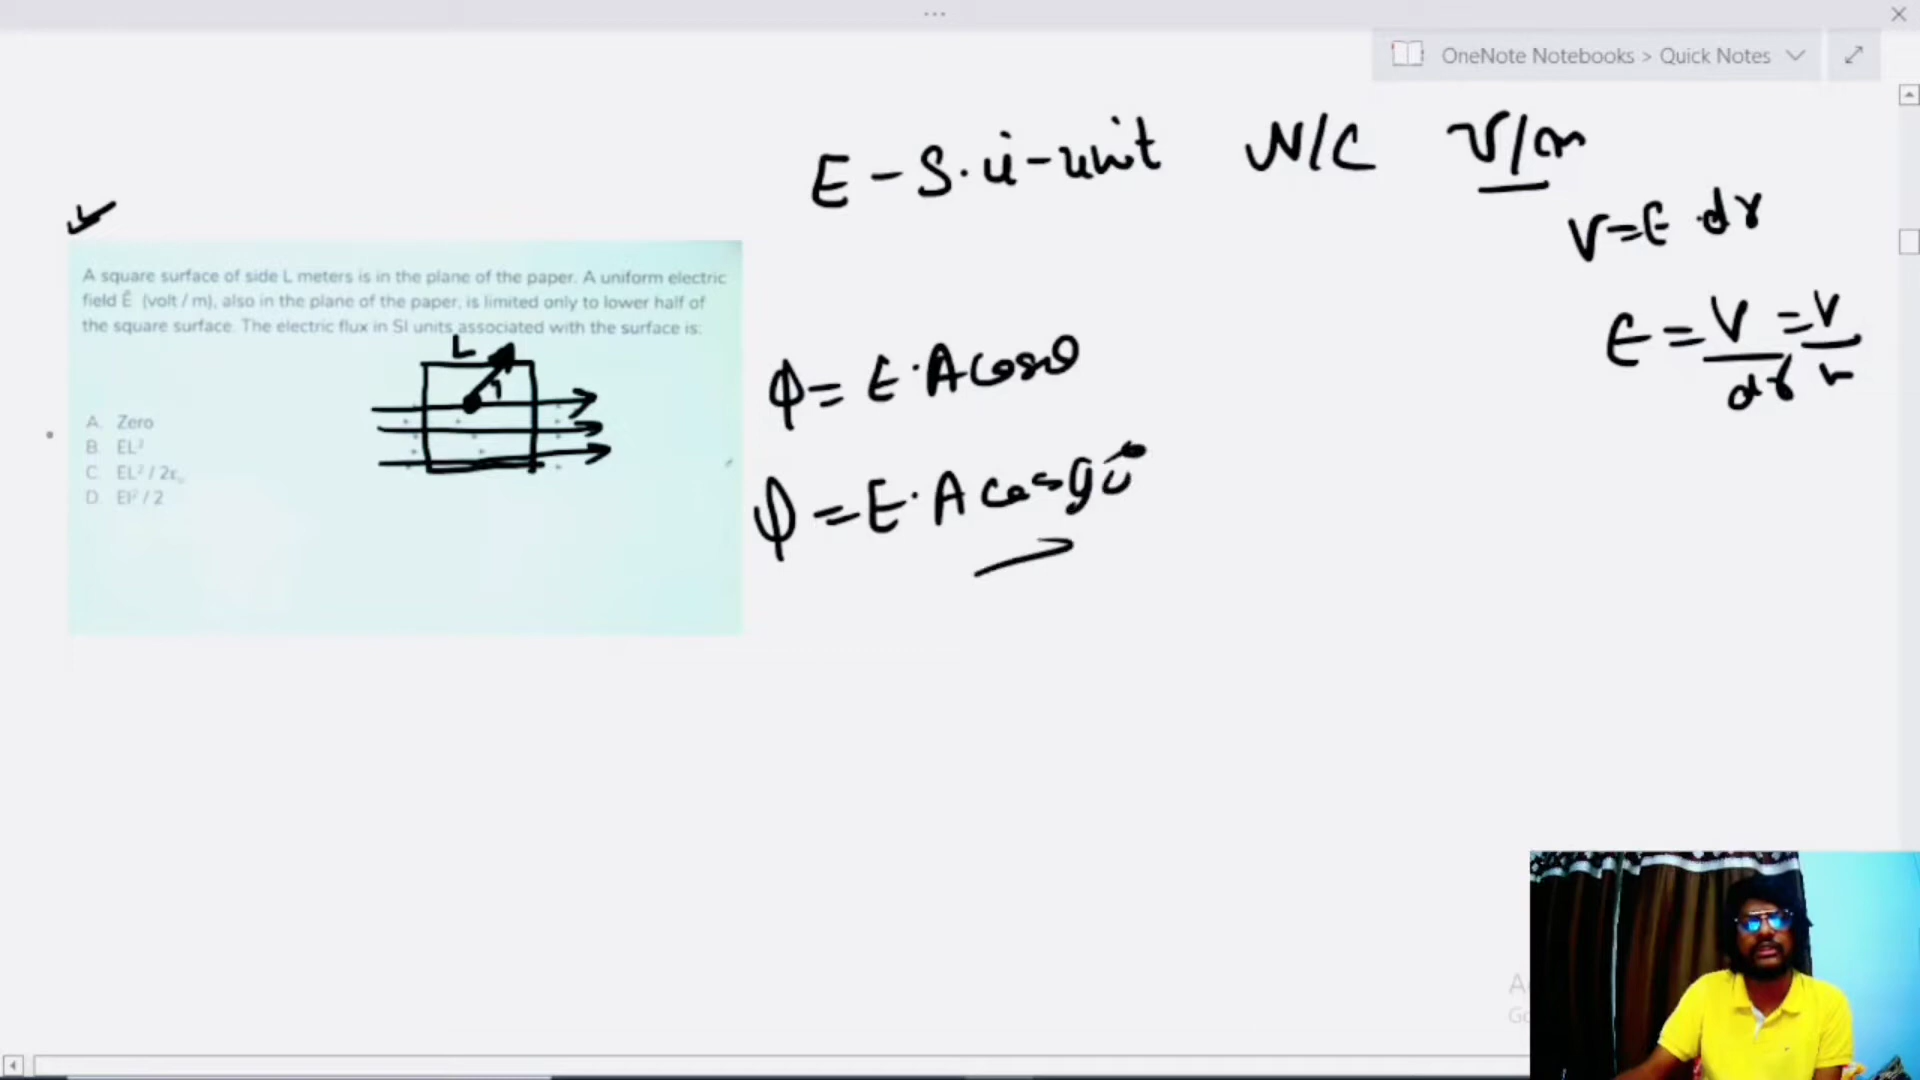 OneNote Notebooks > Quick Notes
E - S.ii-unit N/C V/m
V=E.dr
A square surface of side L meters is in the plane of the paper. A uniform electric
field Ē (volt / m), also in the plane of the paper, is limited only to lower half of
the square surface. The electric flux in SI units associated with the surface is:
L
E = V/dr = V/m
φ = E.A cosθ
A. Zero
B. EL²
C. EL² / 2ε₀
D. El² / 2
φ = E.A cos90°